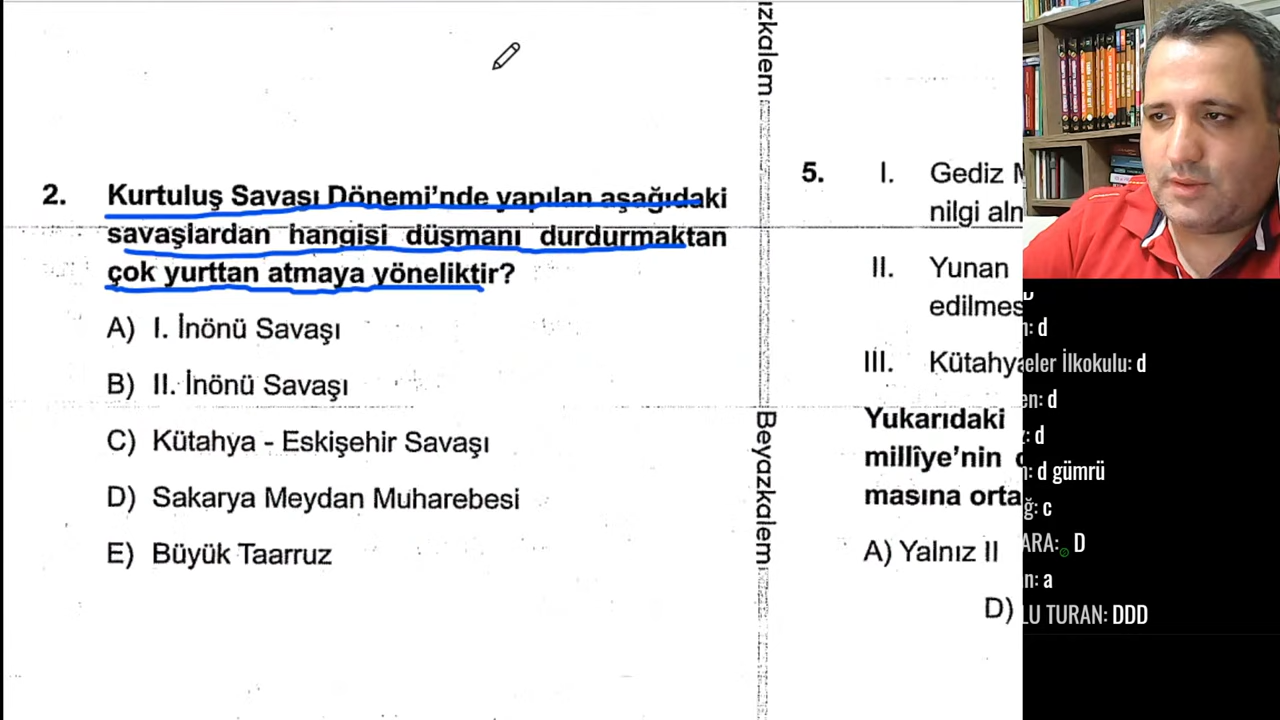 ızkalem
2. Kurtuluş Savaşı Dönemi'nde yapılan aşağıdaki
savaşlardan hangisi düşmanı durdurmaktan
çok yurttan atmaya yöneliktir?
A) I. İnönü Savaşı
B) II. İnönü Savaşı
C) Kütahya - Eskişehir Savaşı
D) Sakarya Meydan Muharebesi
E) Büyük Taarruz
Beyazkalem
5. I. Gediz
nilgi
II. Yunan
edilmes
III. Kütahya
Yukarıdaki
millîye'nin
masına orta
A) Yalnız II
D)
: d
eler İlkokulu: d
en: d
: d
: d gümrü
ğ: c
ARA: D
n: a
LU TURAN: DDD